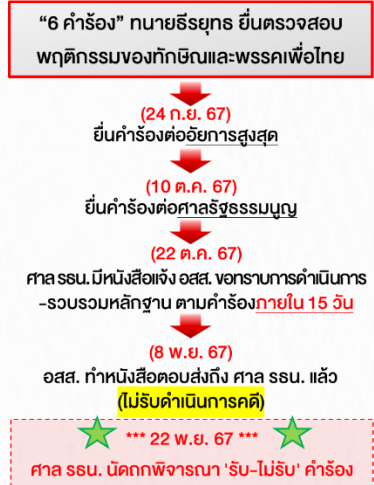 “6 คำร้อง” ทนายธีรยุทธ ยื่นตรวจสอบ
พฤติกรรมของทักษิณและพรรคเพื่อไทย
(24 ก.ย. 67)
ยื่นคำร้องต่ออัยการสูงสุด
(10 ต.ค. 67)
ยื่นคำร้องต่อศาลรัฐธรรมนูญ
(22 ต.ค. 67)
ศาล รธน. มีหนังสือแจ้ง อสส. ขอทราบการดำเนินการ
-รวบรวมหลักฐาน ตามคำร้องภายใน 15 วัน
(8 พ.ย. 67)
อสส. ทำหนังสือตอบส่งถึง ศาล รธน. แล้ว
(ไม่รับดำเนินการคดี)
*** 22 พ.ย. 67 ***
ศาล รธน. นัดถกพิจารณา 'รับ-ไม่รับ' คำร้อง